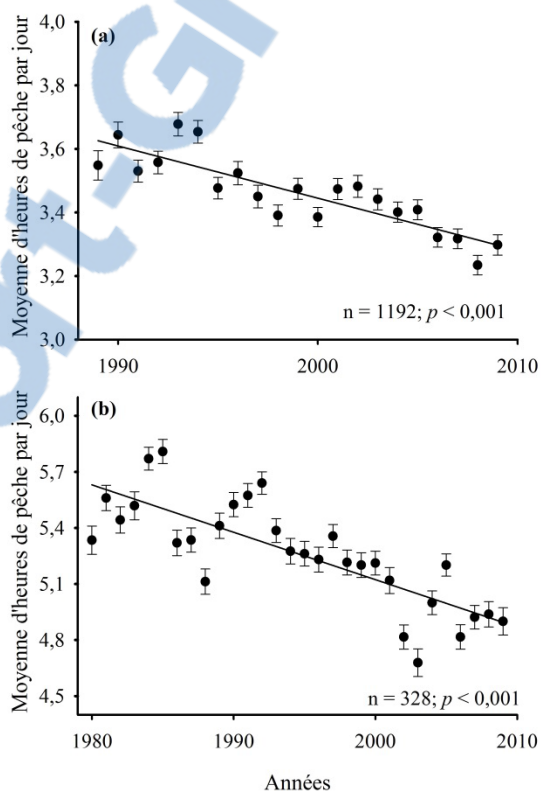 (a)
Moyenne d'heures de pêche par jour
4,0
3,8
3,6
3,4
3,2
3,0
n = 1192; p < 0,001
1990
2000
2010
(b)
Moyenne d'heures de pêche par jour
6,0
5,7
5,4
5,1
4,8
4,5
n = 328; p < 0,001
1980
1990
2000
2010
Années